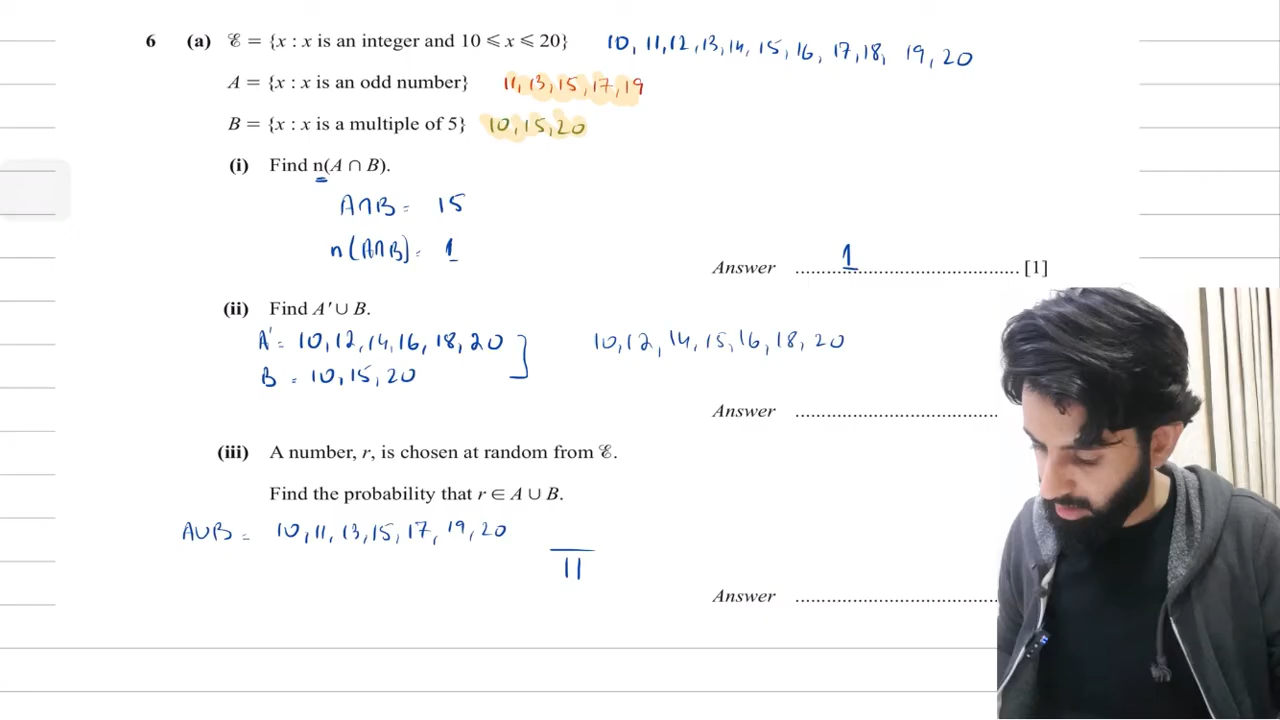 6 (a) ℰ = {x : x is an integer and 10 ⩽ x ⩽ 20} 10, 11, 12, 13, 14, 15, 16, 17, 18, 19, 20
A = {x : x is an odd number} 11, 13, 15, 17, 19
B = {x : x is a multiple of 5} 10, 15, 20
(i) Find n(A ∩ B).
A∩B = 15
n(A∩B) = 1
Answer 1 [1]
(ii) Find A′ ∪ B.
A' = 10, 12, 14, 16, 18, 20 ] 10, 12, 14, 15, 16, 18, 20
B = 10, 15, 20
Answer
(iii) A number, r, is chosen at random from ℰ.
Find the probability that r ∈ A ∪ B.
A∪B = 10, 11, 13, 15, 17, 19, 20
11
Answer